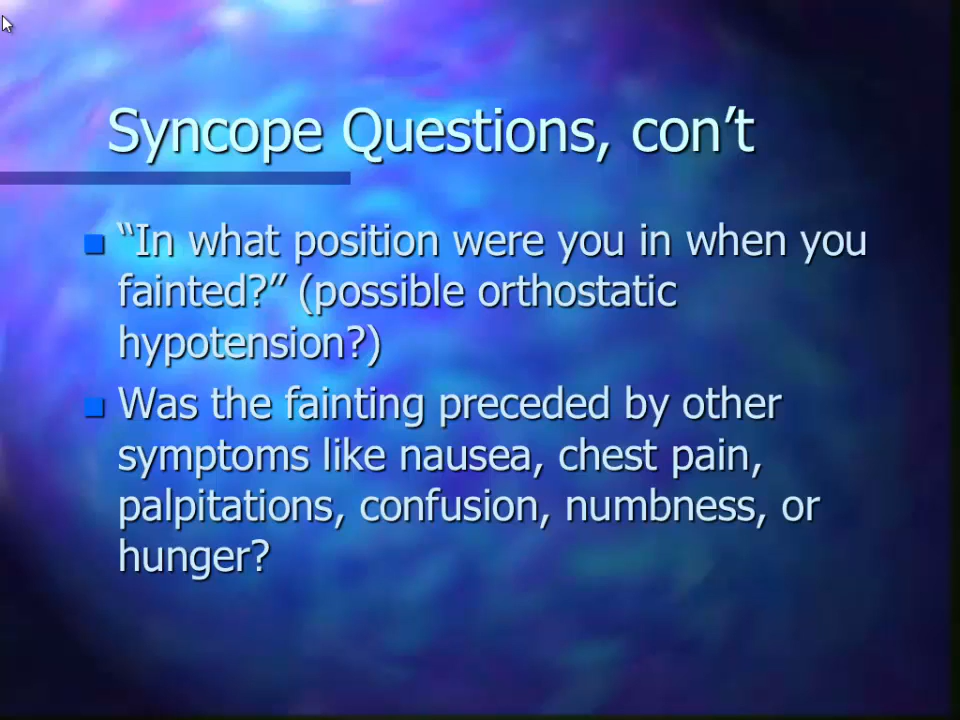 Syncope Questions, con’t
“In what position were you in when you
fainted?” (possible orthostatic
hypotension?)
Was the fainting preceded by other
symptoms like nausea, chest pain,
palpitations, confusion, numbness, or
hunger?